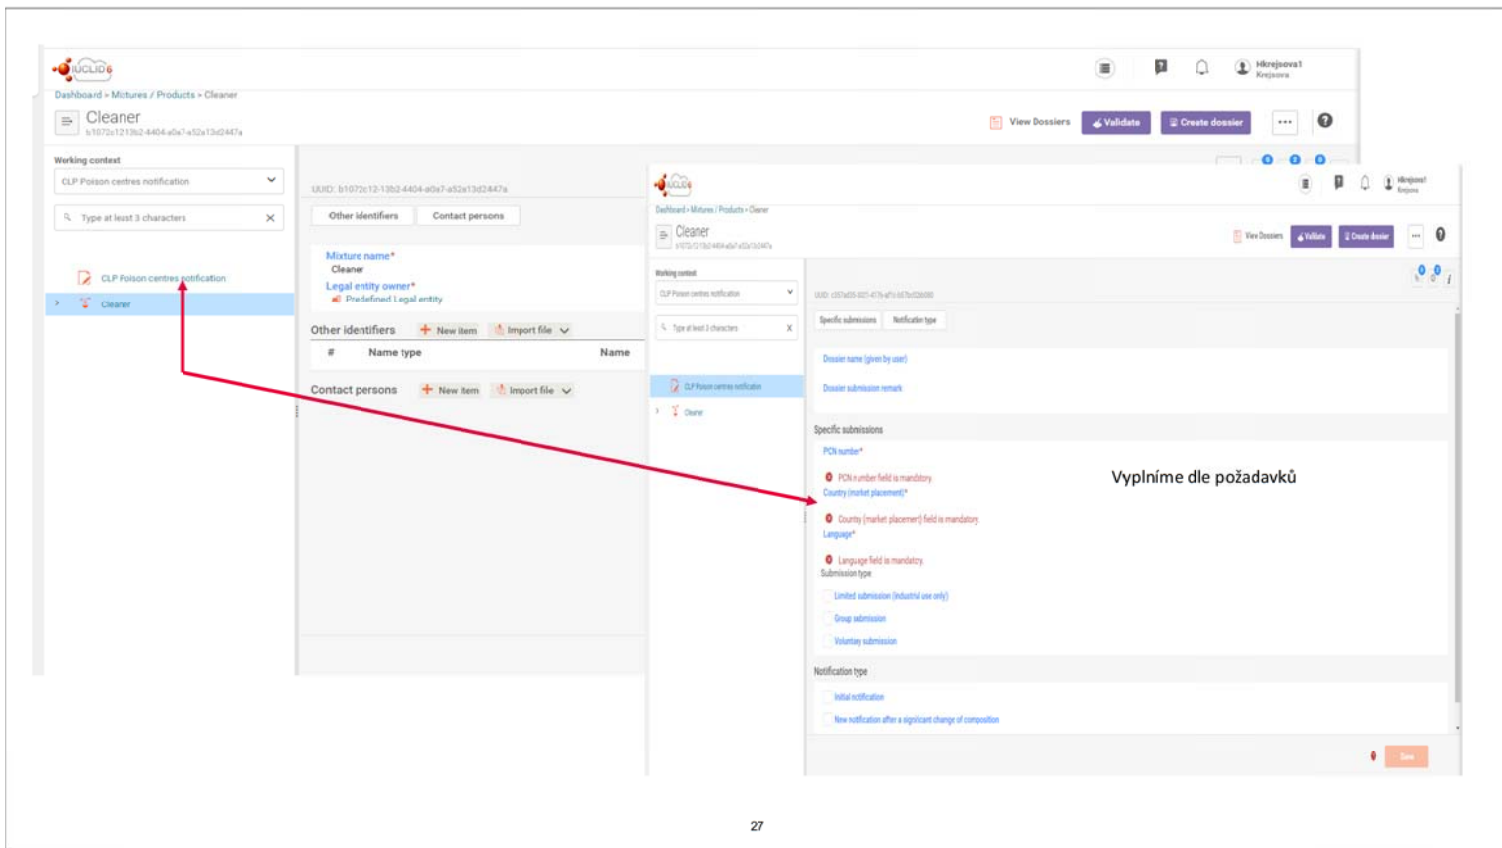 IUCLID6
Hkrejsova1
Krejsova
Dashboard > Mixtures / Products > Cleaner
Cleaner
View Dossiers
Validate
Create dossier
Working context
CLP Poison centres notification
Type at least 3 characters
CLP Poison centres notification
Cleaner
UUID: b1072c12-13b2-4404-a0a7-a52a13d2447a
Other identifiers
Contact persons
Mixture name*
Cleaner
Legal entity owner*
Predefined Legal entity
Other identifiers
New item
Import file
# Name type Name
Contact persons
New item
Import file
IUCLID6
Hkrejsova1
Krejsova
Dashboard > Mixtures / Products > Cleaner
Cleaner
View Dossiers
Validate
Create dossier
Working context
CLP Poison centres notification
Type at least 3 characters
X
CLP Poison centres notification
Cleaner
UUID:
Specific submissions
Notification type
Dossier name (given by user)
Dossier submission remark
Specific submissions
PCN number*
PCN number field is mandatory.
Country (market placement)*
Country (market placement) field is mandatory.
Language*
Language field is mandatory.
Submission type
Limited submission (Industrial use only)
Group submission
Voluntary submission
Notification type
Initial notification
New notification after a significant change of composition
Save
Vyplníme dle požadavků
27